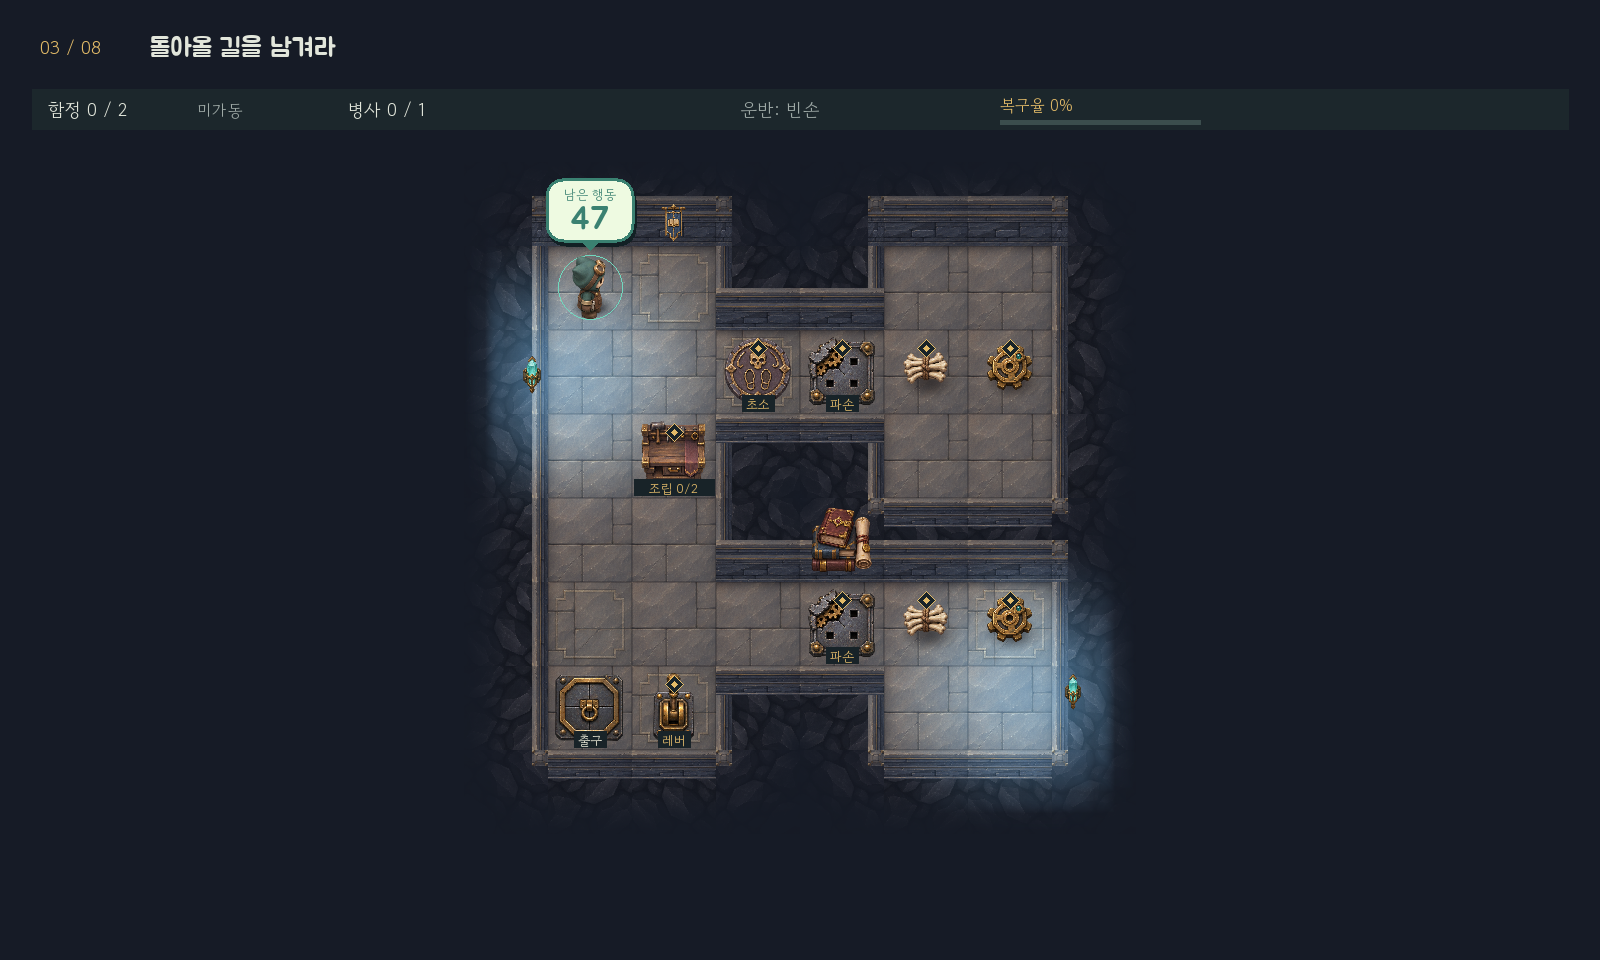 03 / 08
돌아올 길을 남겨라
함정 0 / 2
미가동
병사 0 / 1
운반: 빈손
복구율 0%
남은 행동
47
초소
파손
조립 0/2
파손
출구
레버